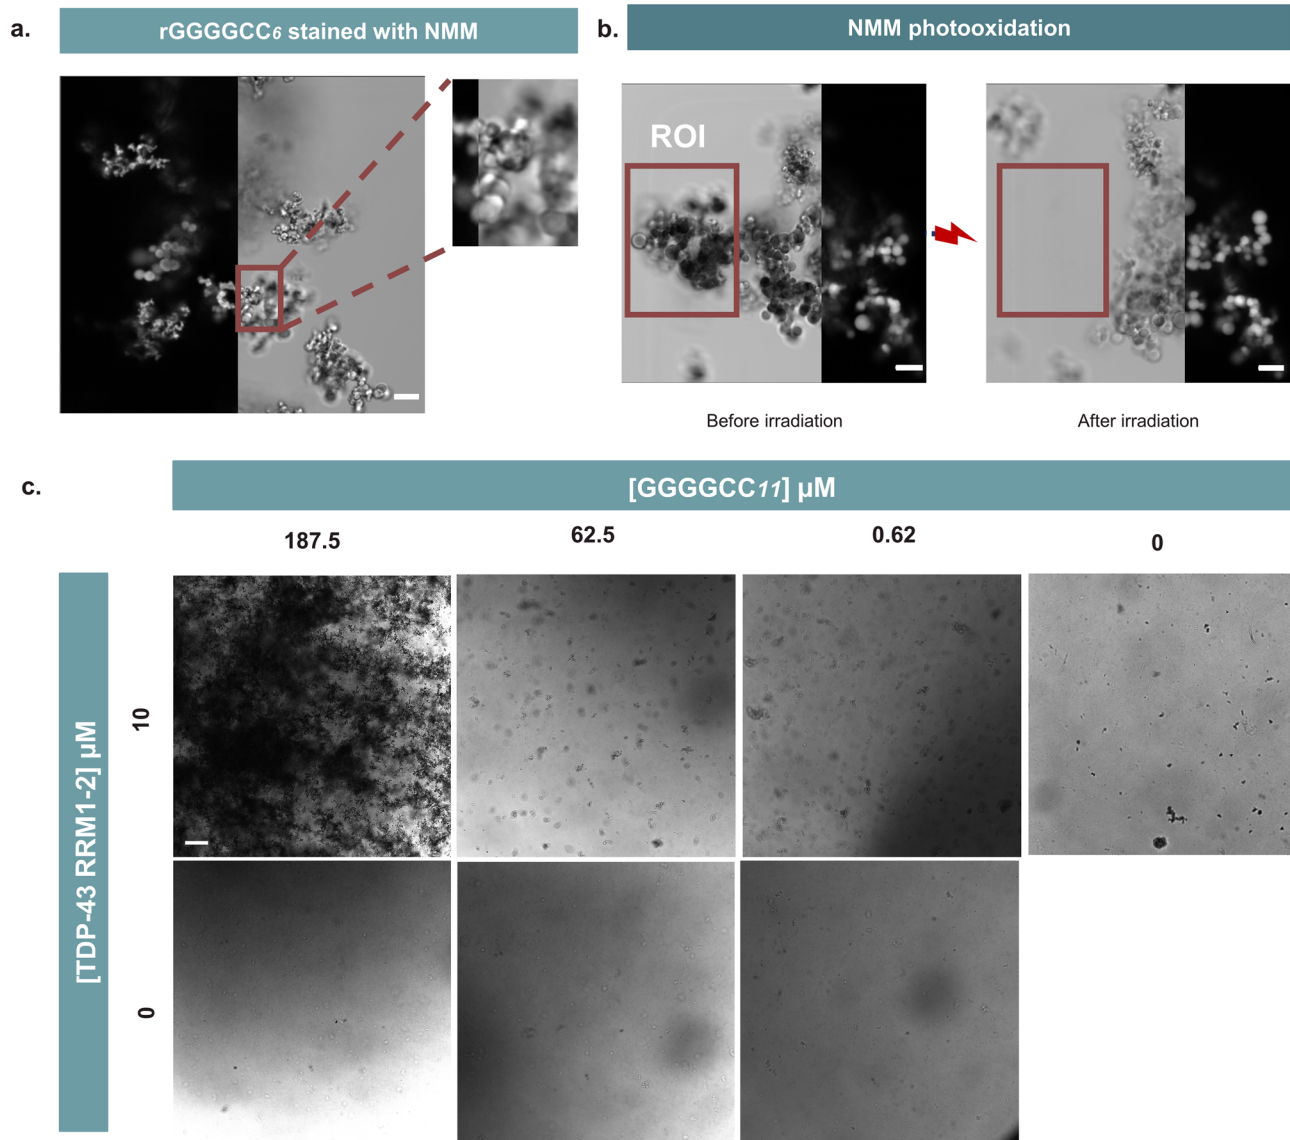 a.
rGGGGCC6 stained with NMM
b.
NMM photooxidation
ROI
Before irradiation
After irradiation
c.
[GGGGCC11] µM
187.5
62.5
0.62
0
[TDP-43 RRM1-2] µM
10
0